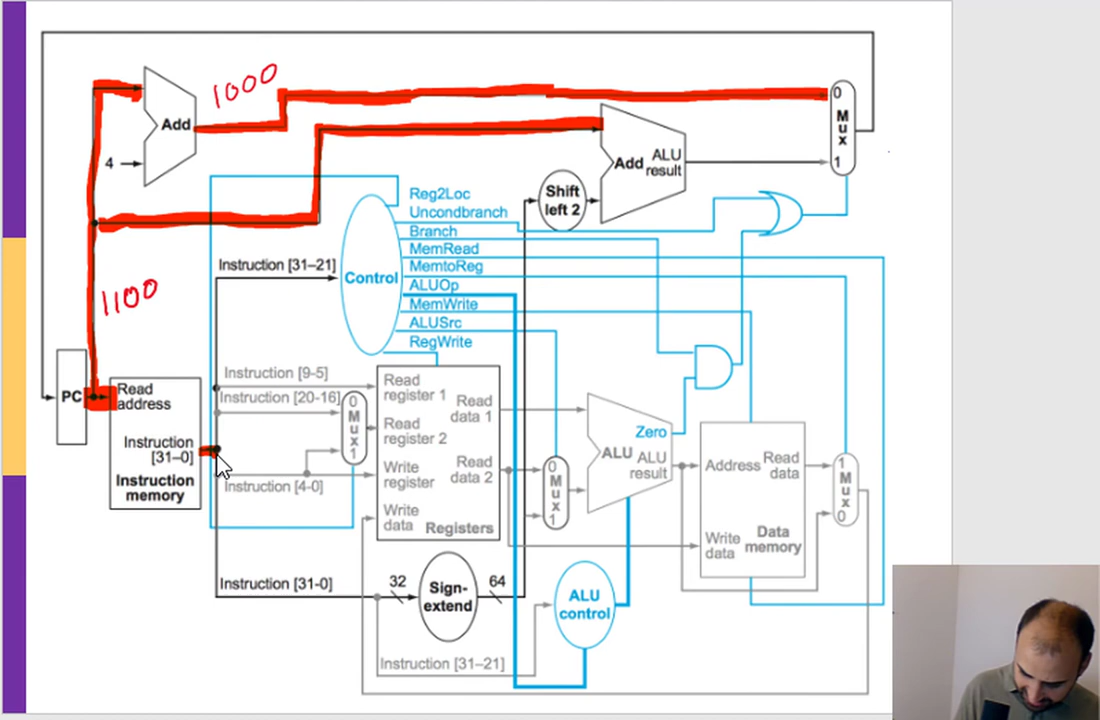 1000
0
M
u
x
1
Add
4
Add ALU
result
Shift
left 2
Reg2Loc
Uncondbranch
Branch
MemRead
MemtoReg
ALUOp
MemWrite
ALUSrc
RegWrite
Control
Instruction [31–21]
1100
PC
Read
address
Instruction
[31–0]
Instruction
memory
Instruction [9-5]
Instruction [20-16]
Instruction [4-0]
0
M
u
x
1
Read
register 1
Read
register 2
Write
register
Write
data
Read
data 1
Read
data 2
Registers
0
M
u
x
1
Zero
ALU ALU
result
Address
Read
data
Write
data
Data
memory
1
M
u
x
0
Instruction [31-0]
32
Sign-
extend
64
ALU
control
Instruction [31–21]